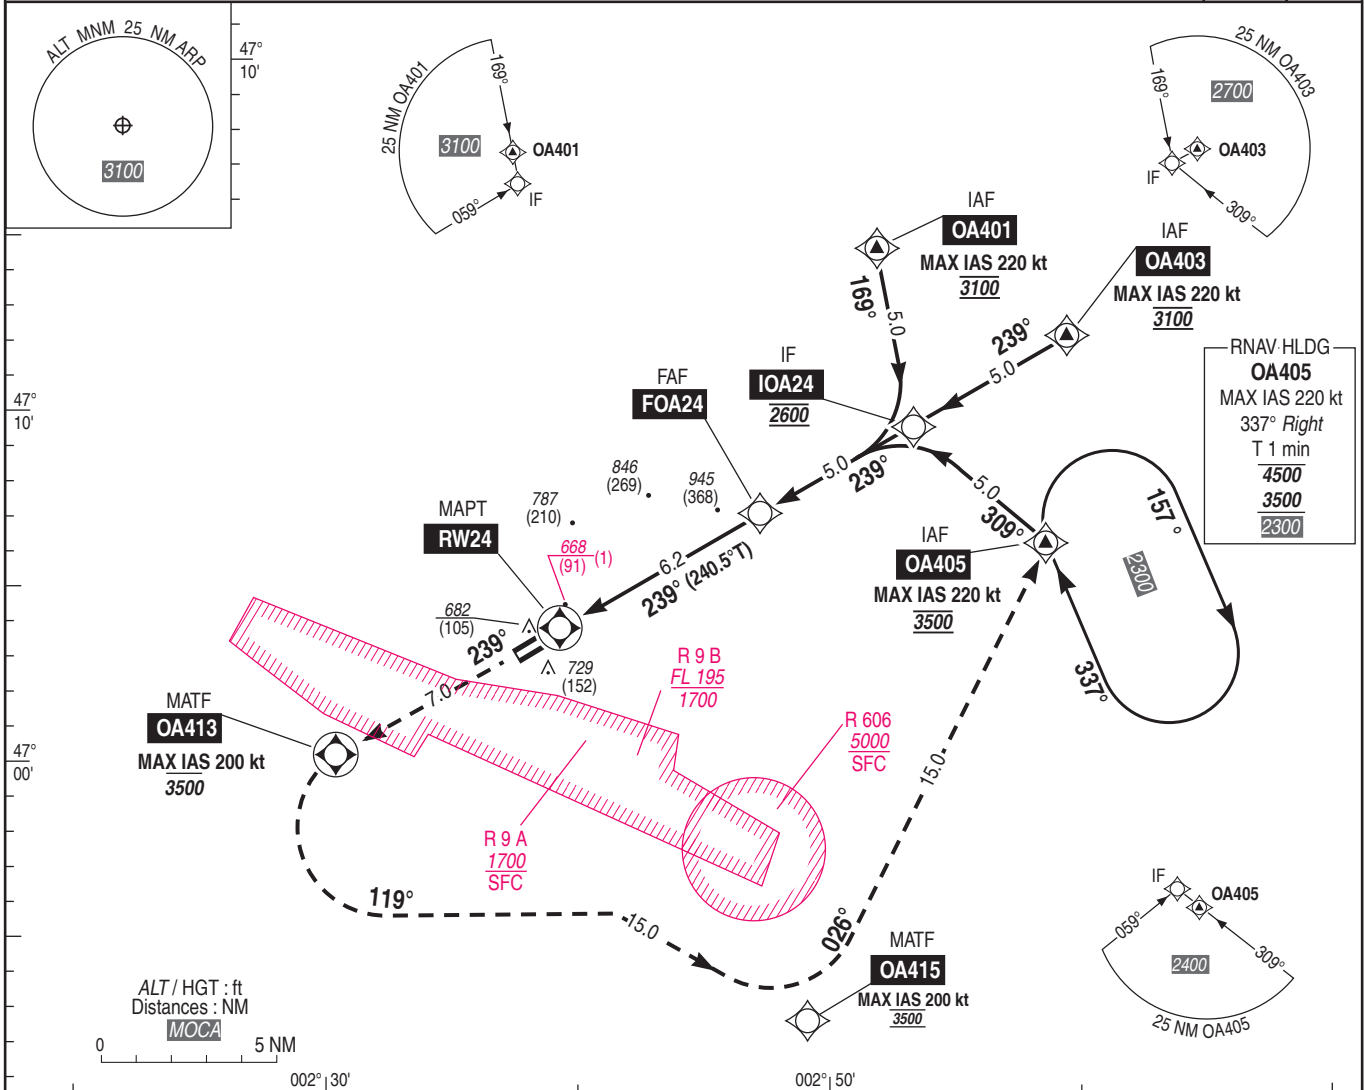 ALT MNM 25 NM ARP
3100
47°
10'
25 NM OA401
169°
3100
OA401
IF
059°
25 NM OA403
169°
2700
OA403
IF
309°
IAF
OA401
MAX IAS 220 kt
3100
IAF
OA403
MAX IAS 220 kt
3100
169°
5.0
239°
5.0
RNAV HLDG
OA405
MAX IAS 220 kt
337° Right
T 1 min
4500
3500
2300
IF
IOA24
2600
FAF
FOA24
47°
10'
5.0
239°
5.0
309°
157°
2300
337°
846
(269)
945
(368)
787
(210)
MAPT
RW24
668
(91) (1)
6.2
239° (240.5°T)
IAF
OA405
MAX IAS 220 kt
3500
682
(105)
239°
729
(152)
7.0
R 9 B
FL 195
1700
MATF
OA413
MAX IAS 200 kt
3500
R 606
5000
SFC
47°
00'
15.0
R 9 A
1700
SFC
119°
15.0
026°
MATF
OA415
MAX IAS 200 kt
3500
IF
OA405
059°
309°
2400
25 NM OA405
ALT / HGT : ft
Distances : NM
MOCA
0
5 NM
002° 30'
002° 50'